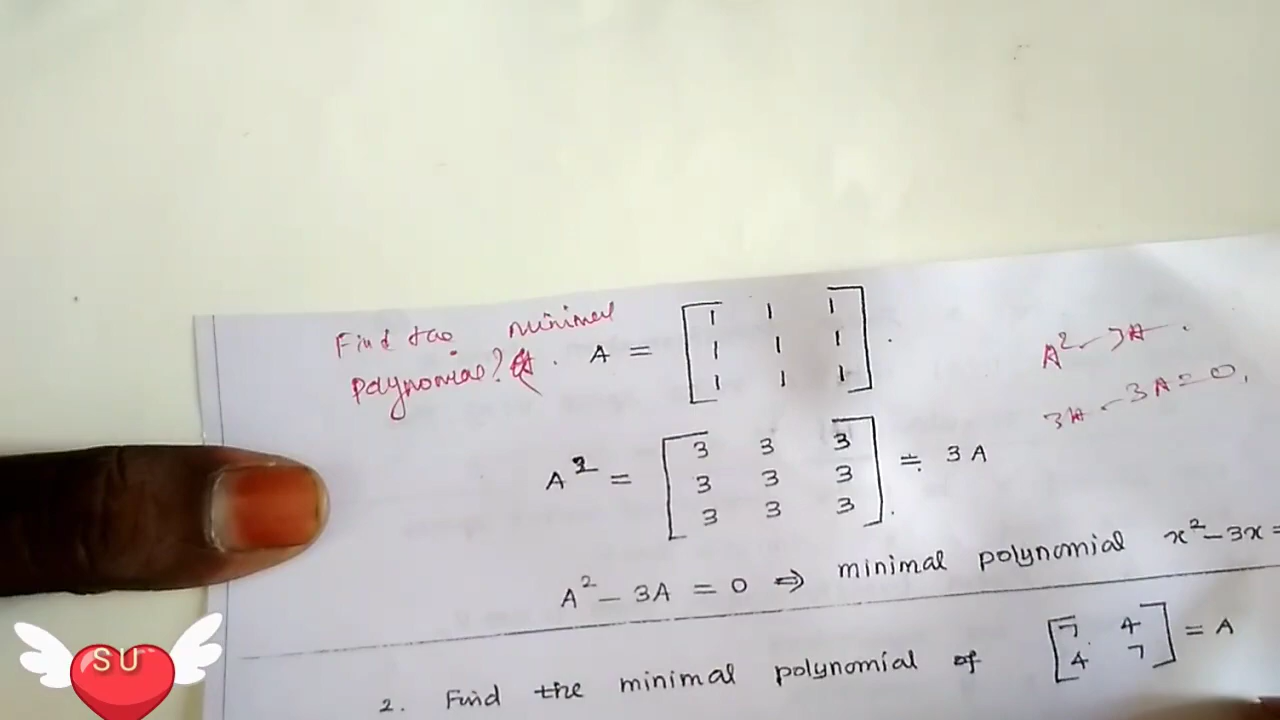 Find the minimal
polynomial? A =
[ 1 1 1
1 1 1
1 1 1 ].
A² - 3A.
3A - 3A = 0,
A² =
[ 3 3 3
3 3 3
3 3 3 ]. = 3A
A² - 3A = 0 ⇒ minimal polynomial x² - 3x =
2. Find the minimal polynomial of
[ 7 4
4 7 ] = A
SU